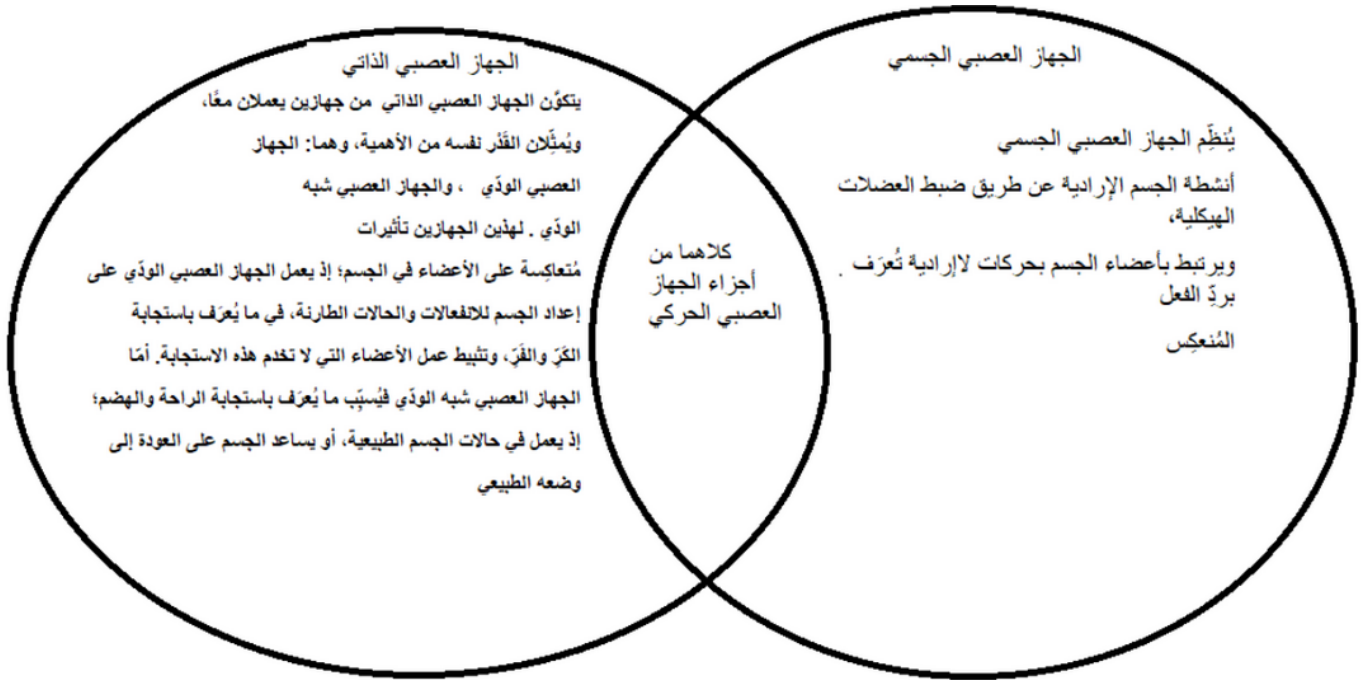 الجهاز العصبي الجسمي
يُنظِّم الجهاز العصبي الجسمي
أنشطة الجسم الإرادية عن طريق ضبط العضلات
الهيكلية،
ويرتبط بأعضاء الجسم بحركات لاإرادية تُعرَف .
بردِّ الفعل
المُنعكِس
كلاهما من
أجزاء الجهاز
العصبي الحركي
الجهاز العصبي الذاتي
يتكوَّن الجهاز العصبي الذاتي من جهازين يعملان معًا،
ويُمثِّلان القَدْر نفسه من الأهمية، وهما: الجهاز
العصبي الودّي ، والجهاز العصبي شبه
الودّي . لهذين الجهازين تأثيرات
مُتعاكِسة على الأعضاء في الجسم؛ إذ يعمل الجهاز العصبي الودّي على
إعداد الجسم للانفعالات والحالات الطارئة، في ما يُعرَف باستجابة
الكَرِّ والفَرِّ، وتثبيط عمل الأعضاء التي لا تخدم هذه الاستجابة. أمّا
الجهاز العصبي شبه الودّي فيُسبِّب ما يُعرَف باستجابة الراحة والهضم؛
إذ يعمل في حالات الجسم الطبيعية، أو يساعد الجسم على العودة إلى
وضعه الطبيعي